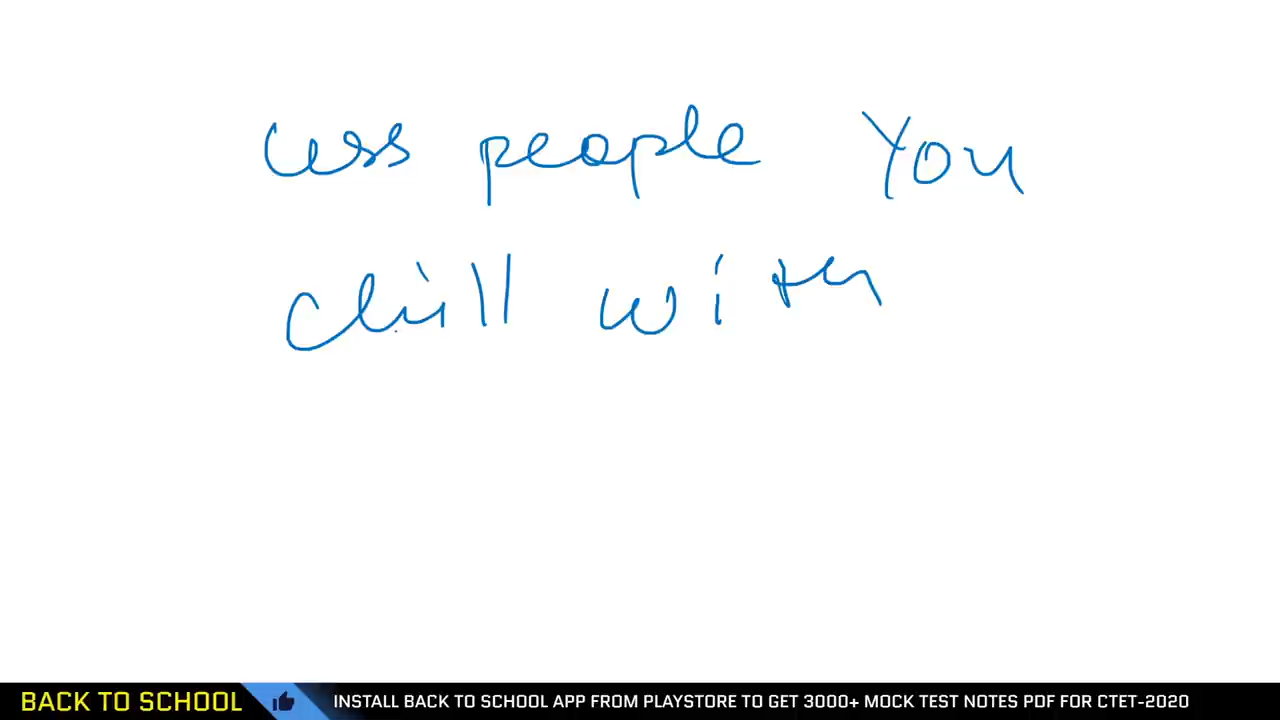 less people You
chill with
BACK TO SCHOOL INSTALL BACK TO SCHOOL APP FROM PLAYSTORE TO GET 3000+ MOCK TEST NOTES PDF FOR CTET-2020